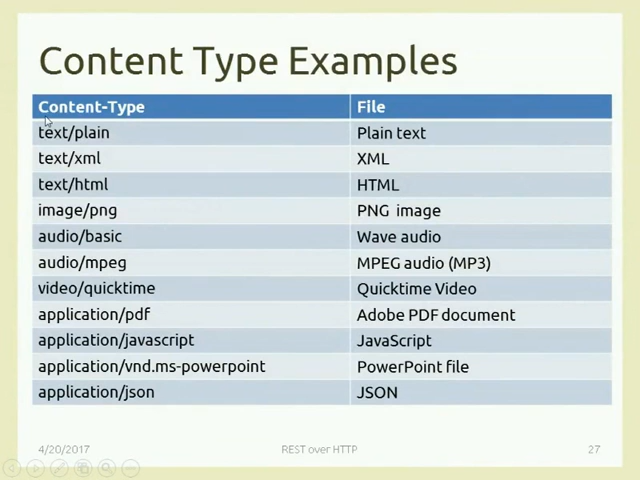 Content Type Examples
Content-Type File
text/plain Plain text
text/xml XML
text/html HTML
image/png PNG image
audio/basic Wave audio
audio/mpeg MPEG audio (MP3)
video/quicktime Quicktime Video
application/pdf Adobe PDF document
application/javascript JavaScript
application/vnd.ms-powerpoint PowerPoint file
application/json JSON
4/20/2017 REST over HTTP 27